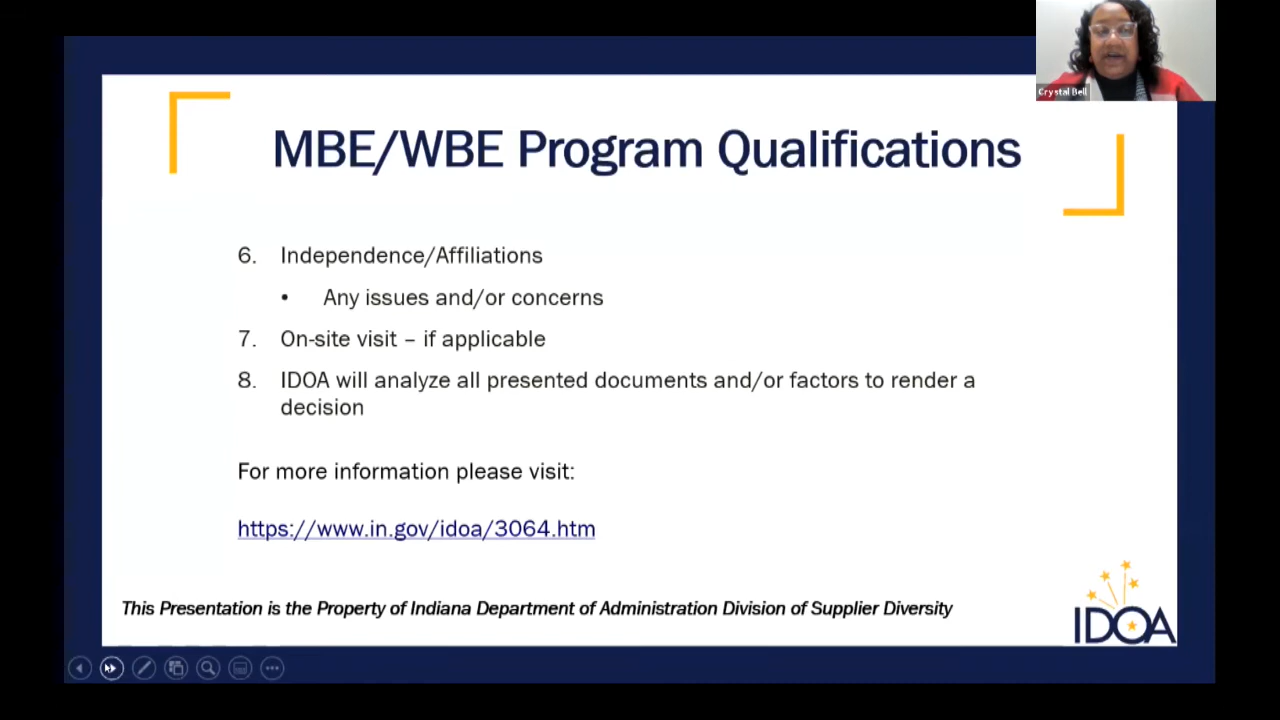 Crystal Bell
MBE/WBE Program Qualifications
6. Independence/Affiliations
• Any issues and/or concerns
7. On-site visit – if applicable
8. IDOA will analyze all presented documents and/or factors to render a
decision
For more information please visit:
https://www.in.gov/idoa/3064.htm
This Presentation is the Property of Indiana Department of Administration Division of Supplier Diversity
IDOA